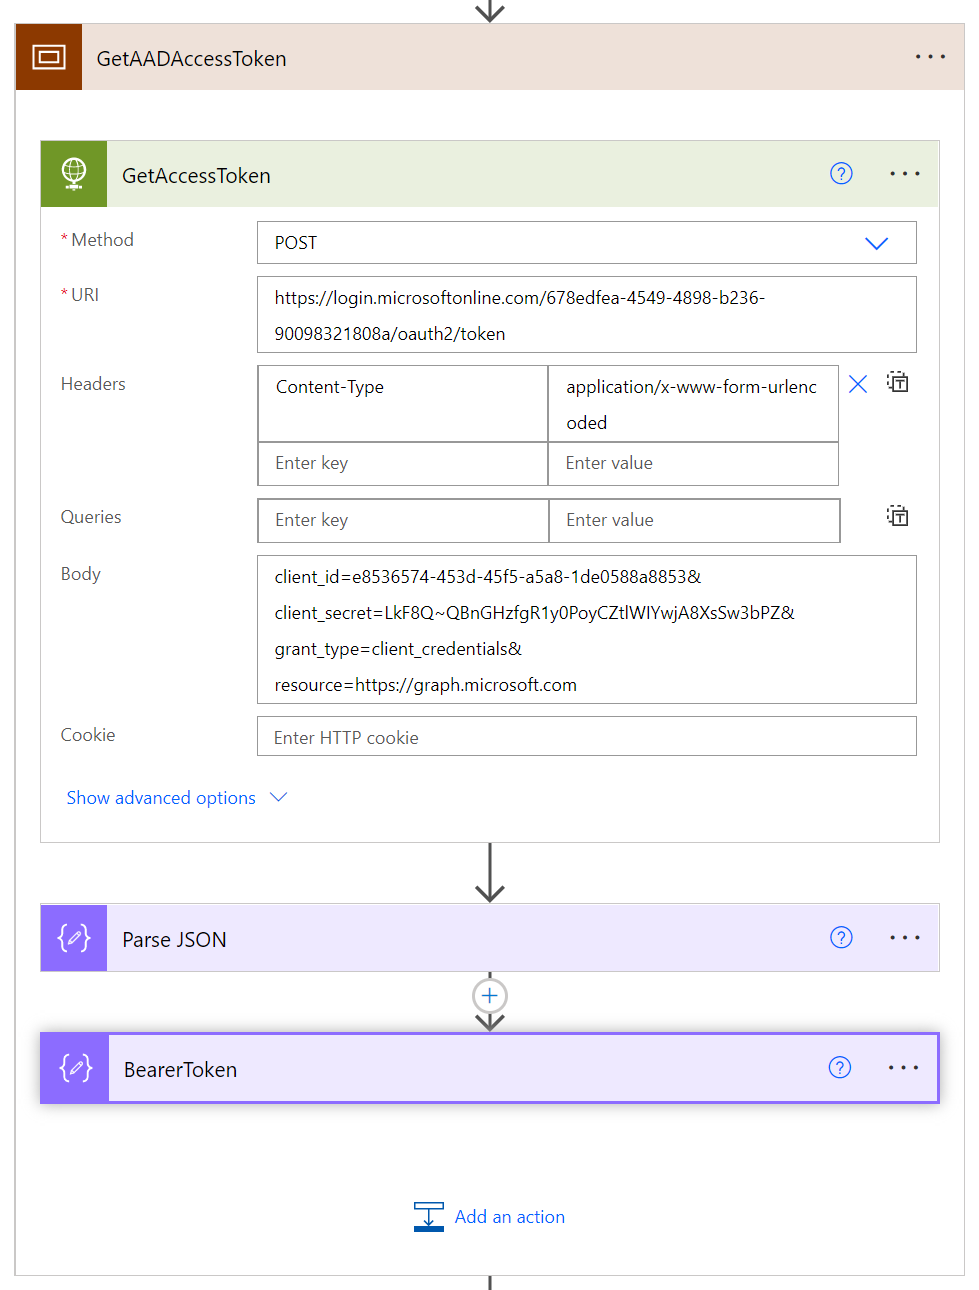 GetAADAccessToken
GetAccessToken
* Method
POST
* URI
https://login.microsoftonline.com/678edfea-4549-4898-b236-
90098321808a/oauth2/token
Headers
Content-Type
application/x-www-form-urlenc
oded
Enter key
Enter value
Queries
Enter key
Enter value
Body
client_id=e8536574-453d-45f5-a5a8-1de0588a8853&
client_secret=LkF8Q~QBnGHzfgR1y0PoyCZtlWIYwjA8XsSw3bPZ&
grant_type=client_credentials&
resource=https://graph.microsoft.com
Cookie
Enter HTTP cookie
Show advanced options
Parse JSON
BearerToken
Add an action